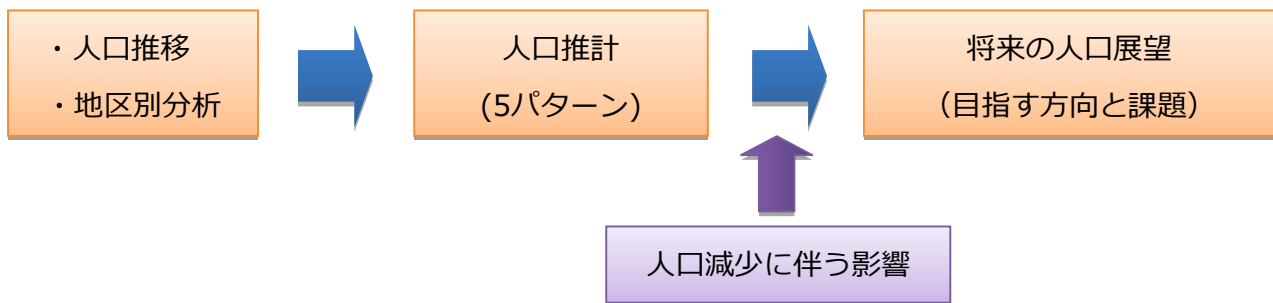 ・人口推移
・地区別分析
人口推計
(5パターン)
将来の人口展望
（目指す方向と課題）
人口減少に伴う影響